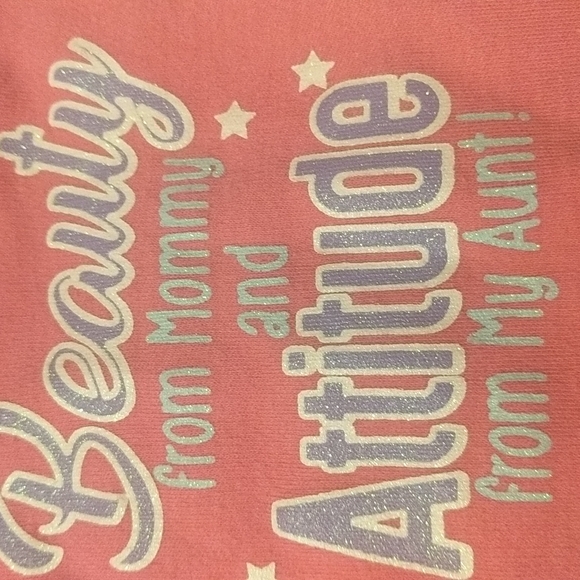 Beauty
from Mommy
and
Attitude
from My Aunt!